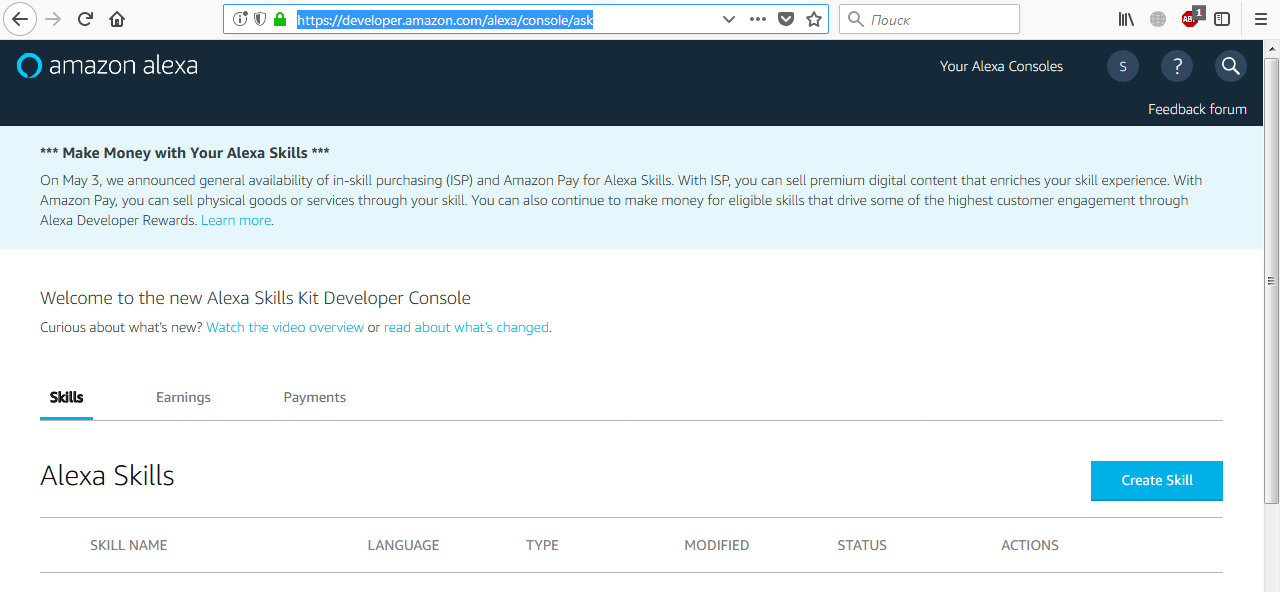 https://developer.amazon.com/alexa/console/ask
Поиск
ABP
1
amazon alexa
Your Alexa Consoles
S
?
Feedback forum
*** Make Money with Your Alexa Skills ***
On May 3, we announced general availability of in-skill purchasing (ISP) and Amazon Pay for Alexa Skills. With ISP, you can sell premium digital content that enriches your skill experience. With
Amazon Pay, you can sell physical goods or services through your skill. You can also continue to make money for eligible skills that drive some of the highest customer engagement through
Alexa Developer Rewards. Learn more.
Welcome to the new Alexa Skills Kit Developer Console
Curious about what's new? Watch the video overview or read about what's changed.
Skills Earnings Payments
Alexa Skills
Create Skill
SKILL NAME LANGUAGE TYPE MODIFIED STATUS ACTIONS